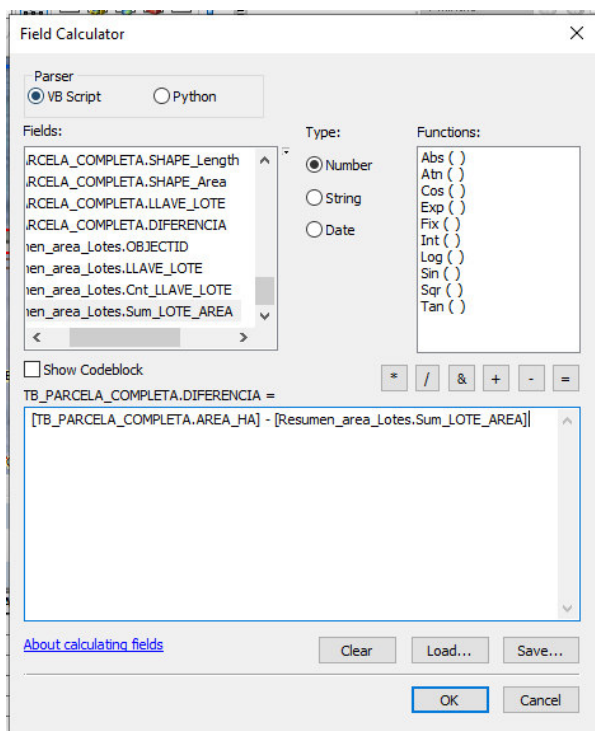 Field Calculator
Parser
VB Script Python
Fields:
Type:
Functions:
.RCELA_COMPLETA.SHAPE_Length
.RCELA_COMPLETA.SHAPE_Area
.RCELA_COMPLETA.LLAVE_LOTE
.RCELA_COMPLETA.DIFERENCIA
nen_area_Lotes.OBJECTID
nen_area_Lotes.LLAVE_LOTE
nen_area_Lotes.Cnt_LLAVE_LOTE
nen_area_Lotes.Sum_LOTE_AREA
Number
String
Date
Abs ( )
Atn ( )
Cos ( )
Exp ( )
Fix ( )
Int ( )
Log ( )
Sin ( )
Sqr ( )
Tan ( )
Show Codeblock
* / & + - =
TB_PARCELA_COMPLETA.DIFERENCIA =
[TB_PARCELA_COMPLETA.AREA_HA] - [Resumen_area_Lotes.Sum_LOTE_AREA]
About calculating fields
Clear Load... Save...
OK Cancel